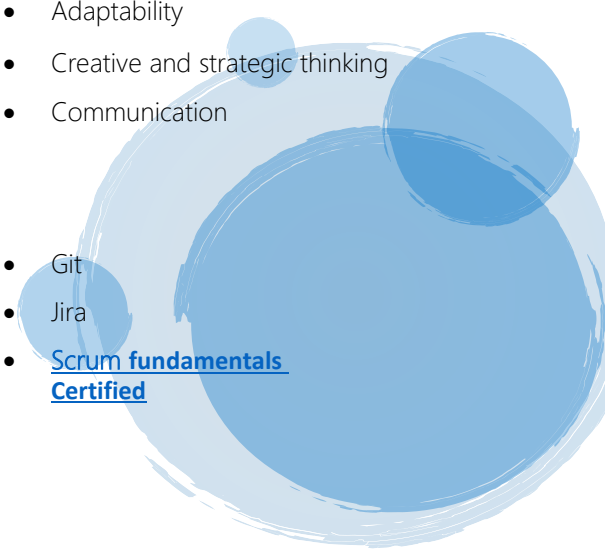 • Adaptability
• Creative and strategic thinking
• Communication
• Git
• Jira
• Scrum fundamentals
Certified